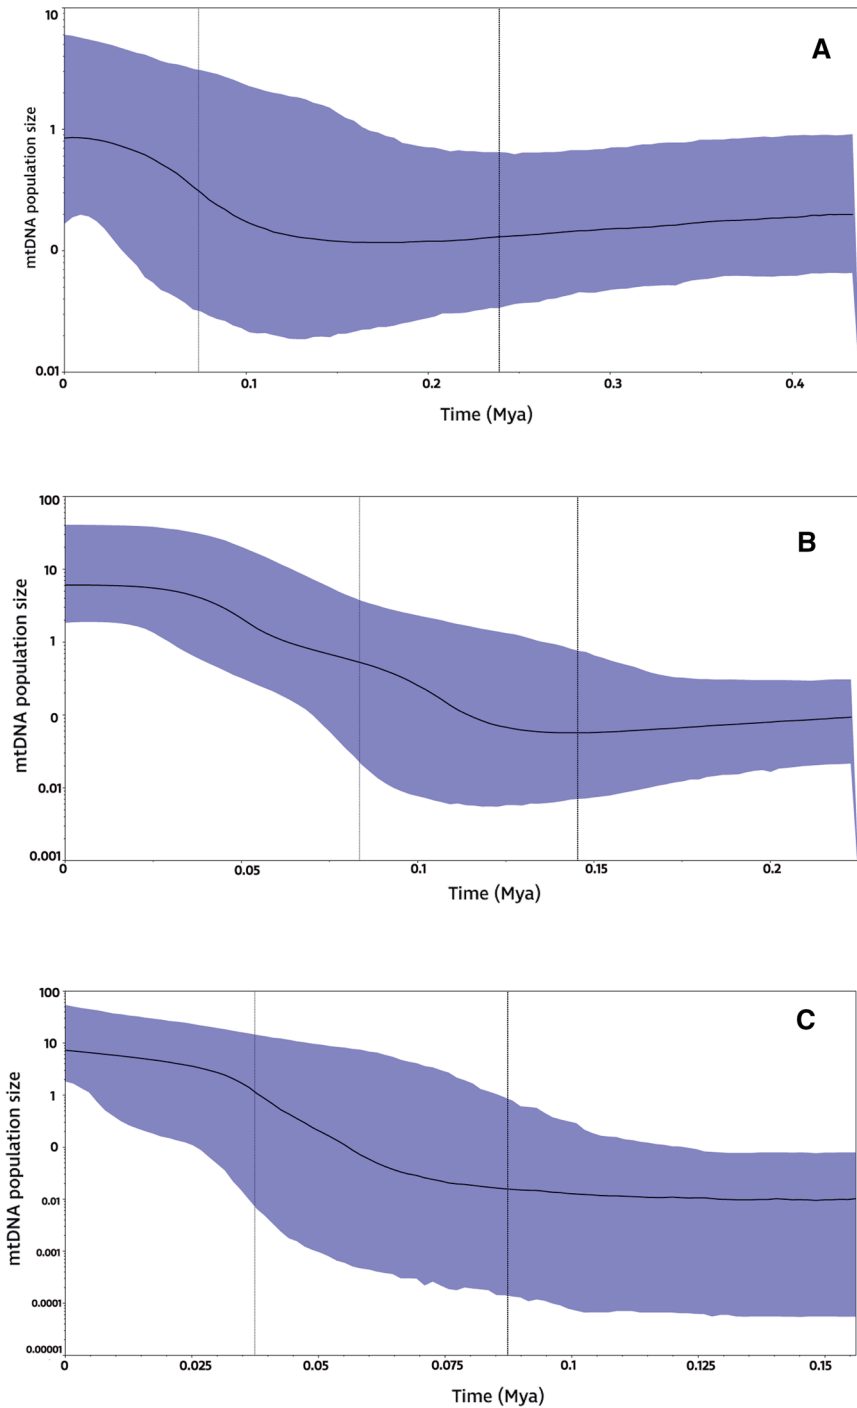 A
10
1
0
0.01
mtDNA population size
0 0.1 0.2 0.3 0.4
Time (Mya)
B
100
10
1
0
0.01
0.001
mtDNA population size
0 0.05 0.1 0.15 0.2
Time (Mya)
C
100
10
1
0
0.01
0.001
0.0001
0.00001
mtDNA population size
0 0.025 0.05 0.075 0.1 0.125 0.15
Time (Mya)